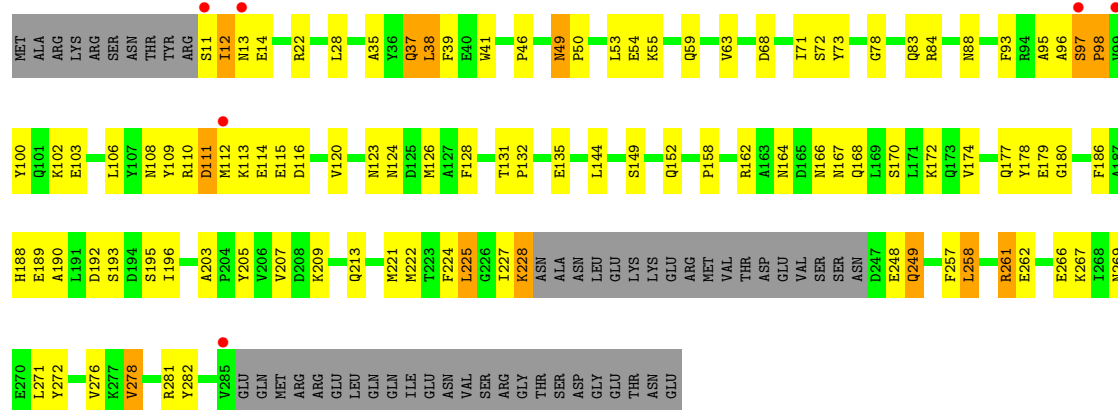 MET ALA ARG LYS ARG SER ASN THR TYR ARG S11 I12 N13 E14 R22 L28 A35 Y36 Q37 L38 F39 E40 W41 P46 N49 P50 L53 E54 K55 Q59 V63 D68 I71 S72 Y73 G78 Q83 R84 N88 F93 R94 A95 A96 S97 P98 V99
Y100 Q101 K102 E103 L106 Y107 N108 Y109 R110 D111 M112 K113 E114 E115 D116 V120 N123 N124 D125 M126 A127 F128 T131 P132 E135 L144 S149 Q152 P158 R162 A163 N164 D165 N166 N167 Q168 L169 S170 L171 K172 Q173 V174 Q177 Y178 E179 G180 F186 A187
H188 E189 A190 L191 D192 S193 D194 S195 I196 A203 P204 Y205 V206 V207 D208 K209 Q213 M221 M222 T223 F224 L225 G226 I227 K228 ASN ALA ASN LEU GLU LYS LYS GLU ARG MET VAL THR ASP GLU VAL SER SER ASN D247 E248 Q249 F257 L258 R261 E262 E266 K267 I268 N269
E270 L271 Y272 V276 K277 V278 R281 Y282 V285 GLU GLN MET ARG ARG GLU LEU GLN GLN ILE GLU ASN VAL SER ARG GLY THR SER ASP GLY GLU THR ASN GLU